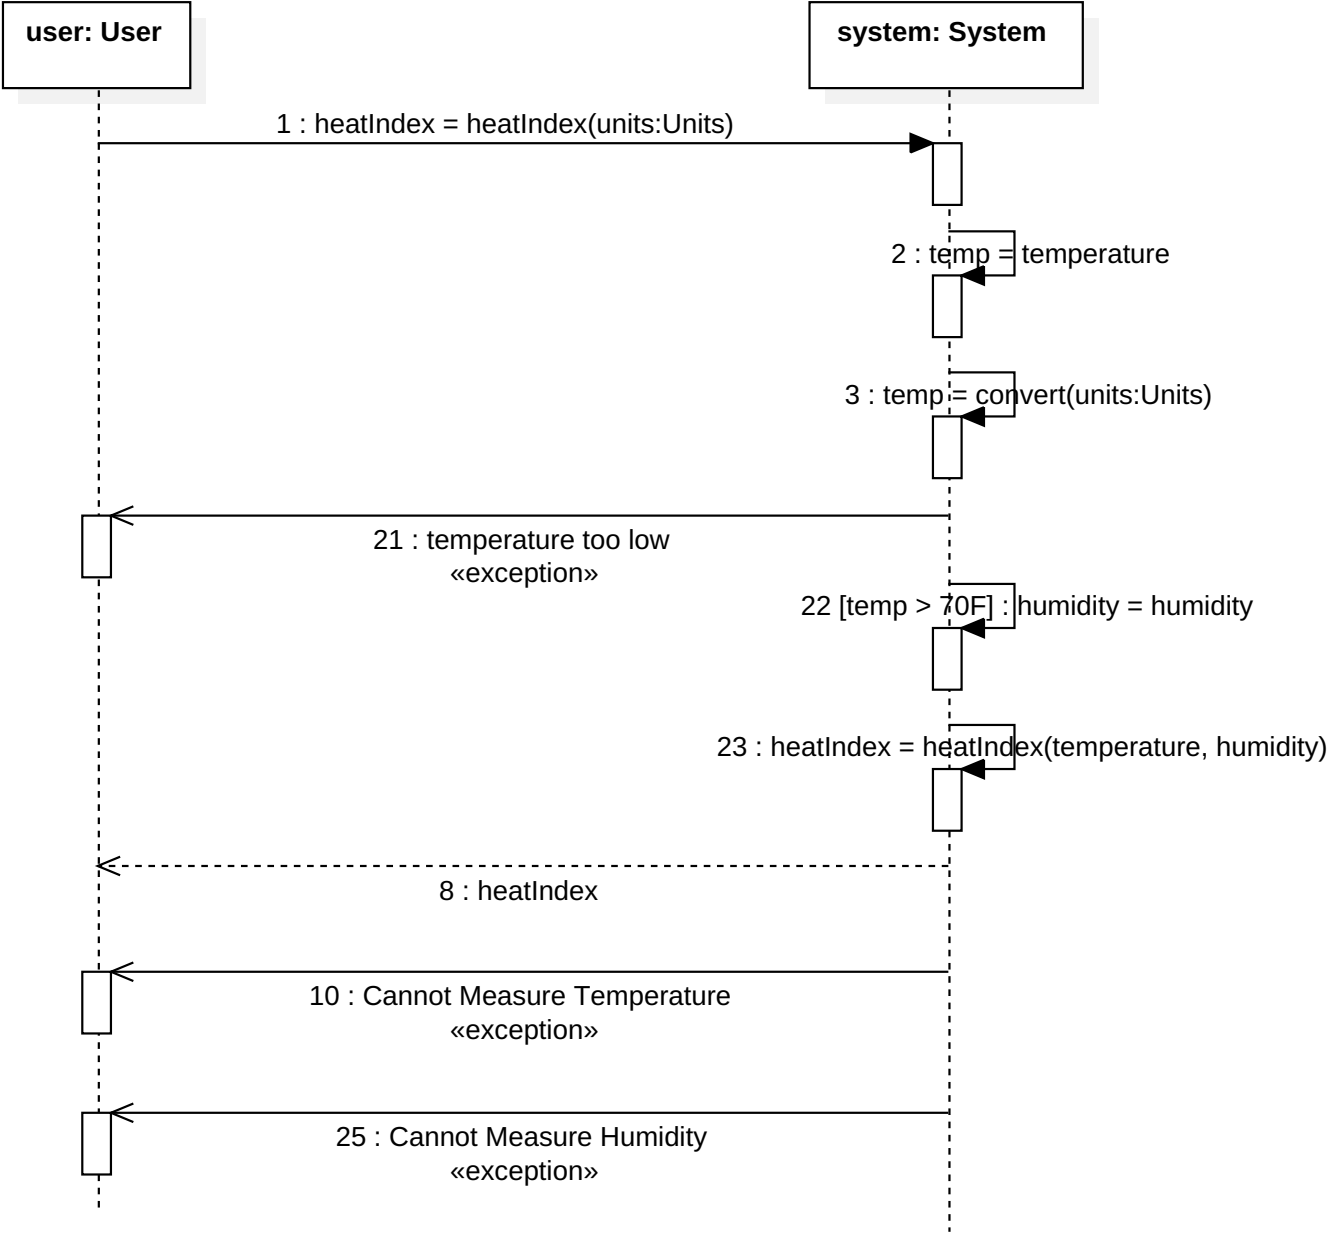 user: User
system: System
1 : heatIndex = heatIndex(units:Units)
2 : temp = temperature
3 : temp = convert(units:Units)
21 : temperature too low
«exception»
22 [temp > 70F] : humidity = humidity
23 : heatIndex = heatIndex(temperature, humidity)
8 : heatIndex
10 : Cannot Measure Temperature
«exception»
25 : Cannot Measure Humidity
«exception»